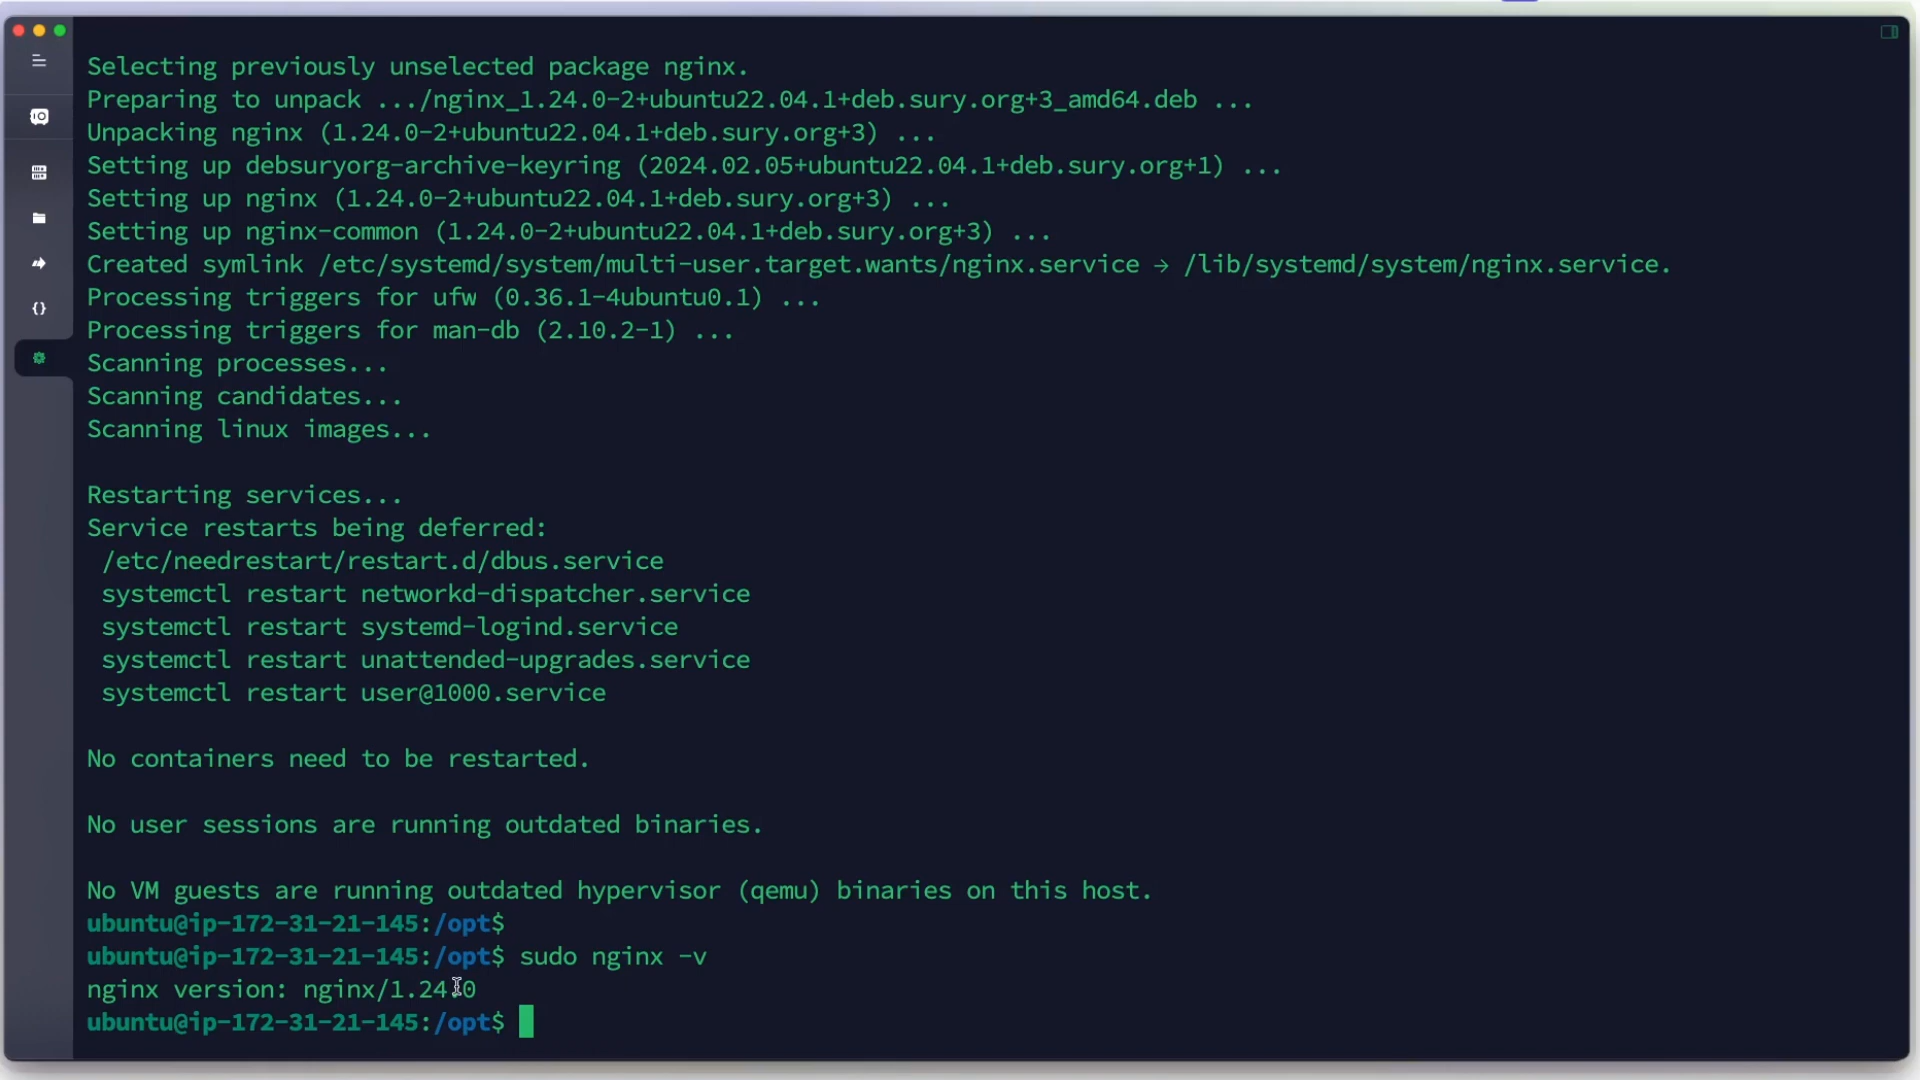 Selecting previously unselected package nginx.
Preparing to unpack .../nginx_1.24.0-2+ubuntu22.04.1+deb.sury.org+3_amd64.deb ...
Unpacking nginx (1.24.0-2+ubuntu22.04.1+deb.sury.org+3) ...
Setting up debsuryorg-archive-keyring (2024.02.05+ubuntu22.04.1+deb.sury.org+1) ...
Setting up nginx (1.24.0-2+ubuntu22.04.1+deb.sury.org+3) ...
Setting up nginx-common (1.24.0-2+ubuntu22.04.1+deb.sury.org+3) ...
Created symlink /etc/systemd/system/multi-user.target.wants/nginx.service → /lib/systemd/system/nginx.service.
Processing triggers for ufw (0.36.1-4ubuntu0.1) ...
Processing triggers for man-db (2.10.2-1) ...
Scanning processes...
Scanning candidates...
Scanning linux images...
Restarting services...
Service restarts being deferred:
/etc/needrestart/restart.d/dbus.service
systemctl restart networkd-dispatcher.service
systemctl restart systemd-logind.service
systemctl restart unattended-upgrades.service
systemctl restart user@1000.service
No containers need to be restarted.
No user sessions are running outdated binaries.
No VM guests are running outdated hypervisor (qemu) binaries on this host.
ubuntu@ip-172-31-21-145:/opt$
ubuntu@ip-172-31-21-145:/opt$ sudo nginx -v
nginx version: nginx/1.24.0
ubuntu@ip-172-31-21-145:/opt$